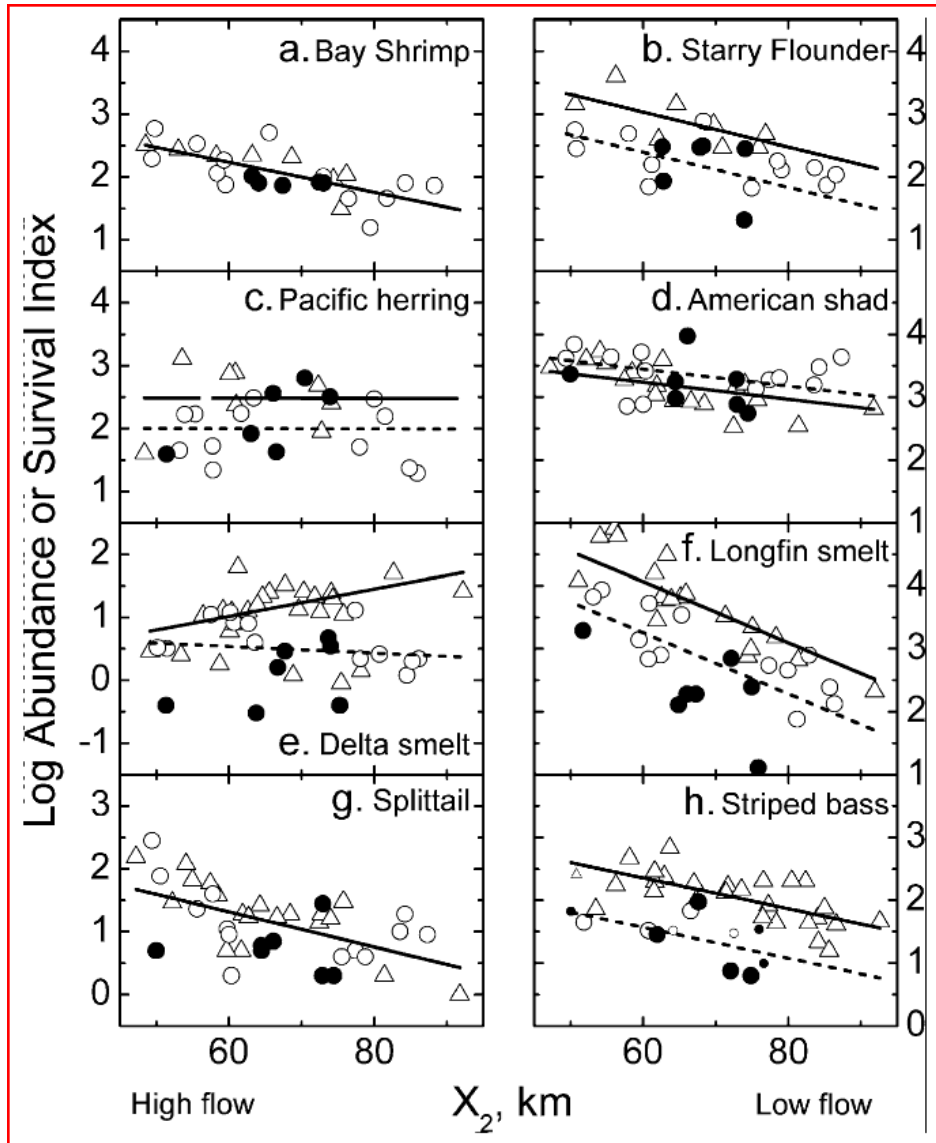 Log Abundance or Survival Index
a. Bay Shrimp
4
3
2
1
b. Starry Flounder
4
3
2
1
c. Pacific herring
4
3
2
1
d. American shad
4
3
2
1
e. Delta smelt
2
1
0
-1
f. Longfin smelt
4
3
2
1
g. Splittail
3
2
1
0
h. Striped bass
3
2
1
0
60 80
60 80
High flow
X2, km
Low flow